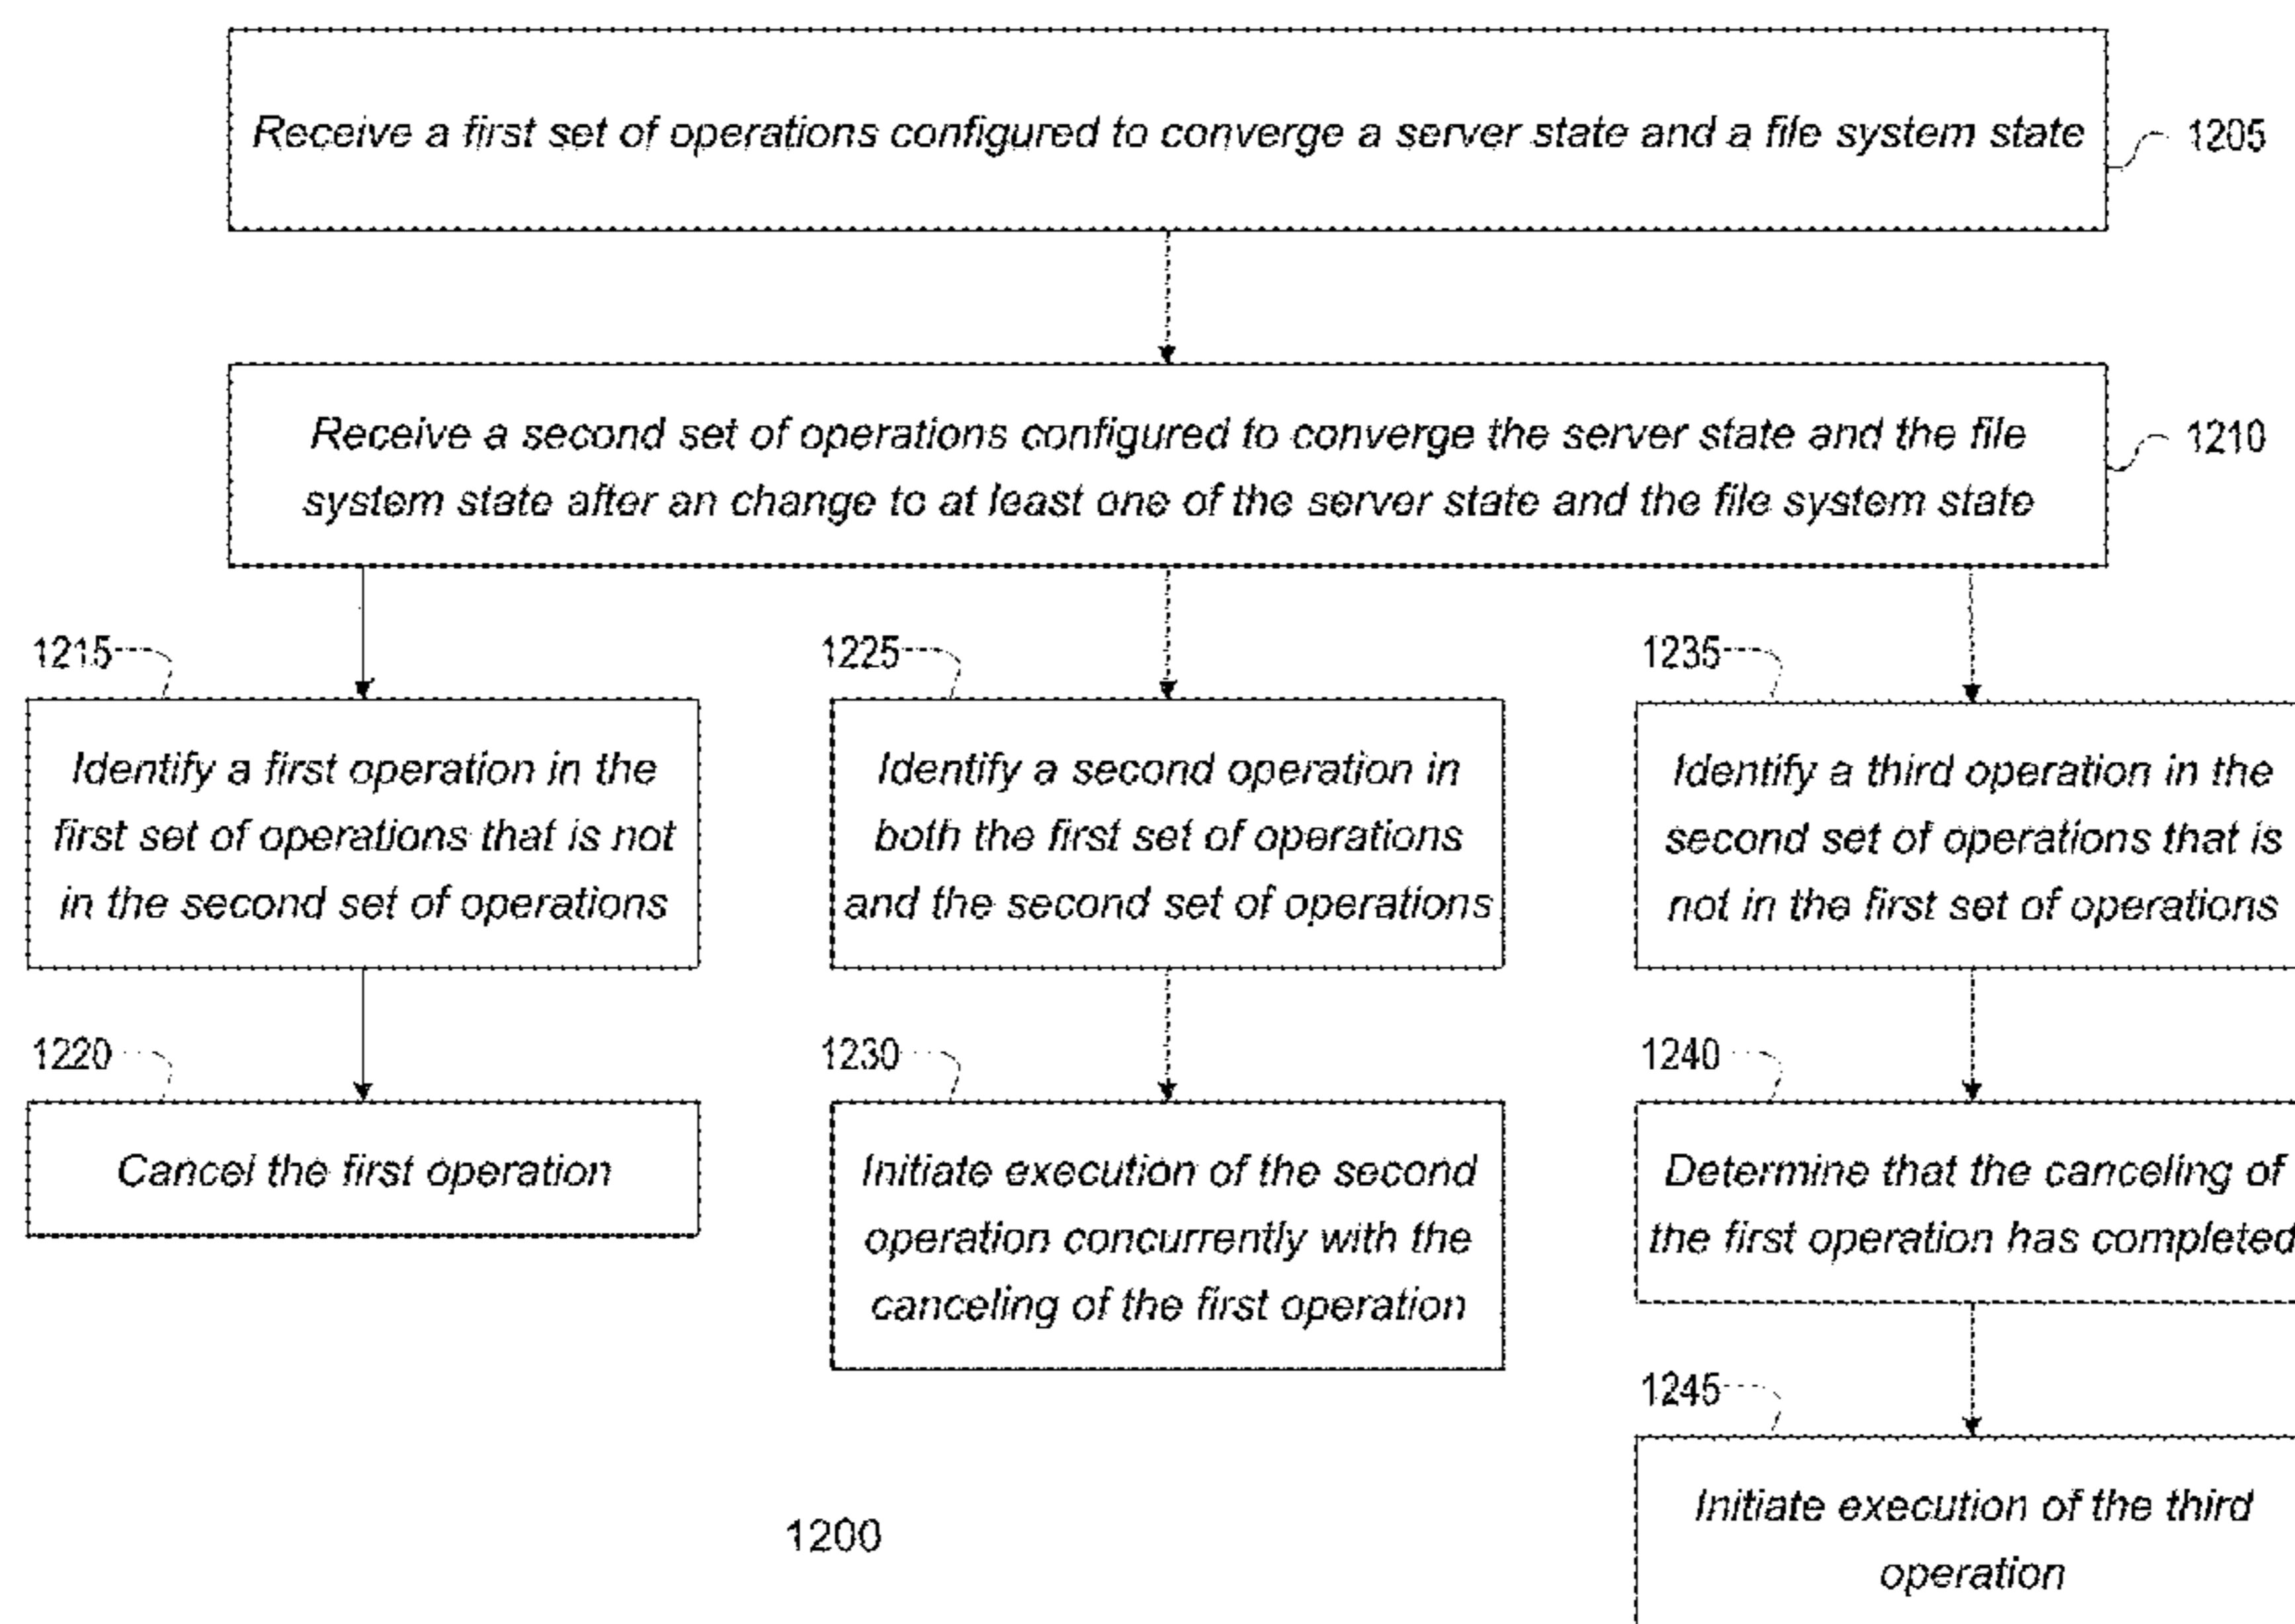 Receive a first set of operations configured to converge a server state and a file system state
1205
Receive a second set of operations configured to converge the server state and the file
system state after an change to at least one of the server state and the file system state
1210
1215
Identify a first operation in the
first set of operations that is not
in the second set of operations
1220
Cancel the first operation
1225
Identify a second operation in
both the first set of operations
and the second set of operations
1230
Initiate execution of the second
operation concurrently with the
canceling of the first operation
1235
Identify a third operation in the
second set of operations that is
not in the first set of operations
1240
Determine that the canceling of
the first operation has completed
1245
Initiate execution of the third
operation
1200